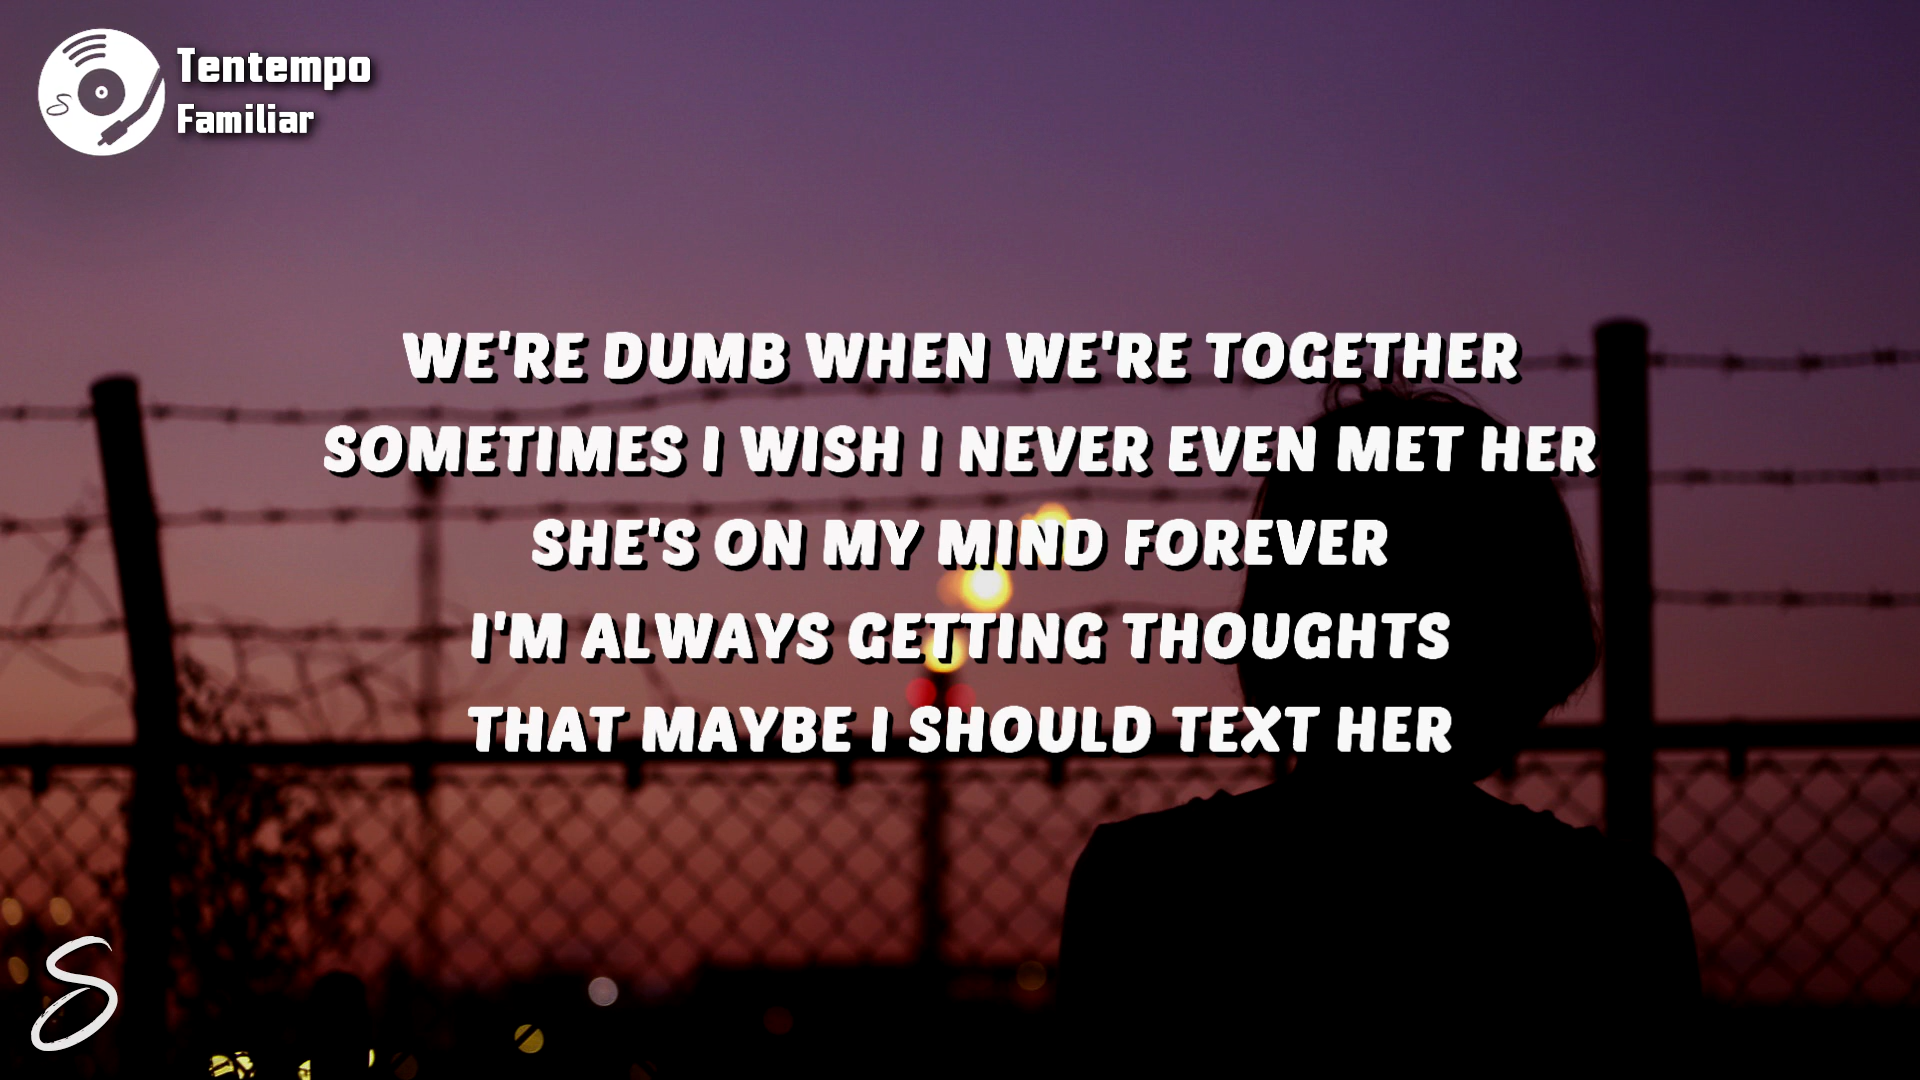 Tentempo
Familiar
WE'RE DUMB WHEN WE'RE TOGETHER
SOMETIMES I WISH I NEVER EVEN MET HER
SHE'S ON MY MIND FOREVER
I'M ALWAYS GETTING THOUGHTS
THAT MAYBE I SHOULD TEXT HER
S